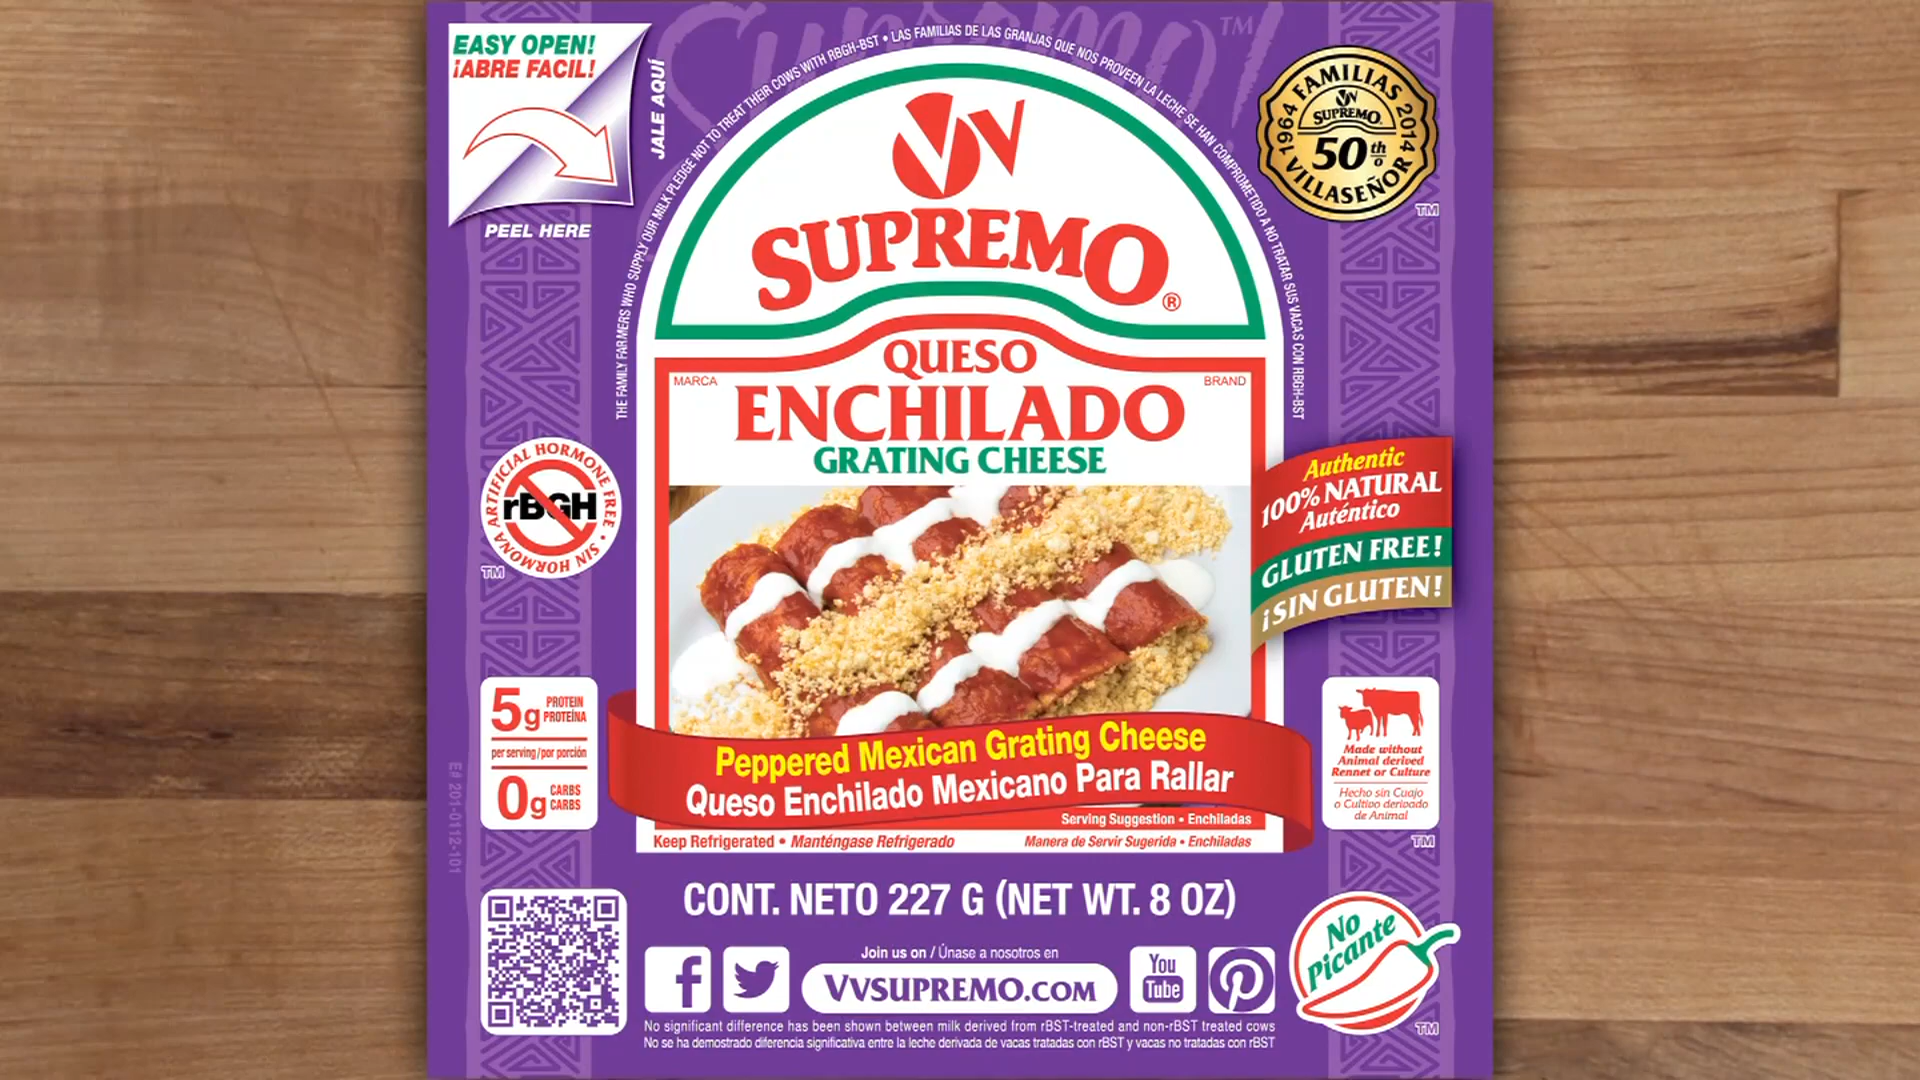 Supremo!™
EASY OPEN!
¡ABRE FACIL!
JALE AQUÍ
PEEL HERE
THE FAMILY FARMERS WHO SUPPLY OUR MILK PLEDGE NOT TO TREAT THEIR COWS WITH RBGH-BST • LAS FAMILIAS DE LAS GRANJAS QUE NOS PROVEEN LA LECHE SE HAN COMPROMETIDO A NO TRATAR SUS VACAS CON RBGH-BST
VV
SUPREMO®
1964 FAMILIAS 2014
VV
SUPREMO
50th
o
VILLASEÑOR
TM
QUESO
MARCA
BRAND
ENCHILADO
GRATING CHEESE
ARTIFICIAL HORMONE FREE • SIN HORMONA
rBGH
TM
Authentic
100% NATURAL
Auténtico
GLUTEN FREE!
¡SIN GLUTEN!
5g PROTEIN
PROTEÍNA
per serving/por porción
0g CARBS
CARBS
Peppered Mexican Grating Cheese
Queso Enchilado Mexicano Para Rallar
Serving Suggestion • Enchiladas
Keep Refrigerated • Manténgase Refrigerado
Manera de Servir Sugerida • Enchiladas
Made without
Animal derived
Rennet or Culture
Hecho sin Cuajo
o Cultivo derivado
de Animal
TM
E# 201-0112-101
CONT. NETO 227 G (NET WT. 8 OZ)
Join us on / Únase a nosotros en
VVSUPREMO.COM
You
Tube
No
Picante
TM
No significant difference has been shown between milk derived from rBST-treated and non-rBST treated cows
No se ha demostrado diferencia significativa entre la leche derivada de vacas tratadas con rBST y vacas no tratadas con rBST